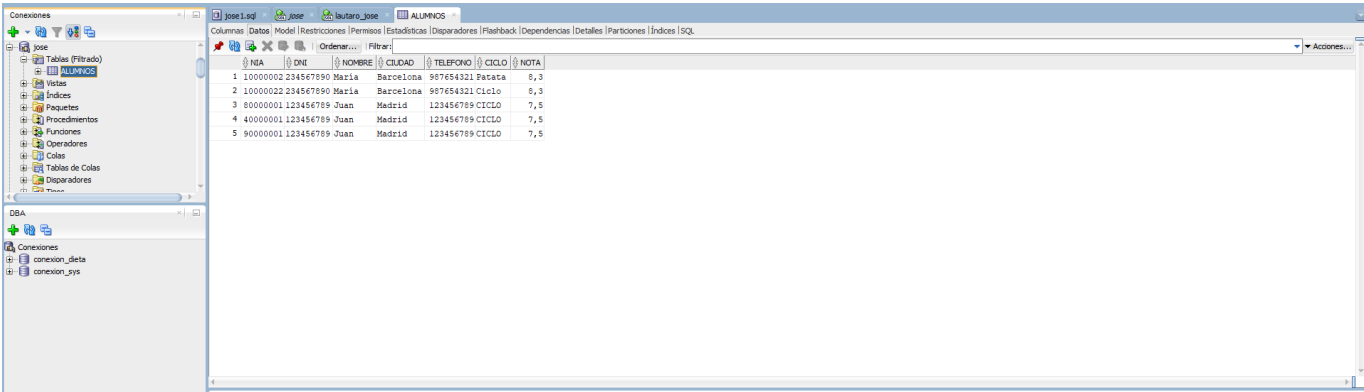 Conexiones
jose
Tablas (Filtrado)
ALUMNOS
Vistas
Índices
Paquetes
Procedimientos
Funciones
Operadores
Colas
Tablas de Colas
Disparadores
Tipos
DBA
Conexiones
conexion_dieta
conexion_sys
jose1.sql jose lautaro_jose ALUMNOS
Columnas Datos Model Restricciones Permisos Estadísticas Disparadores Flashback Dependencias Detalles Particiones Índices SQL
Ordenar... Filtrar: Acciones...
NIA DNI NOMBRE CIUDAD TELEFONO CICLO NOTA
1 10000002 234567890 María Barcelona 987654321 Patata 8,3
2 10000022 234567890 María Barcelona 987654321 Ciclo 8,3
3 80000001 123456789 Juan Madrid 123456789 CICLO 7,5
4 40000001 123456789 Juan Madrid 123456789 CICLO 7,5
5 90000001 123456789 Juan Madrid 123456789 CICLO 7,5